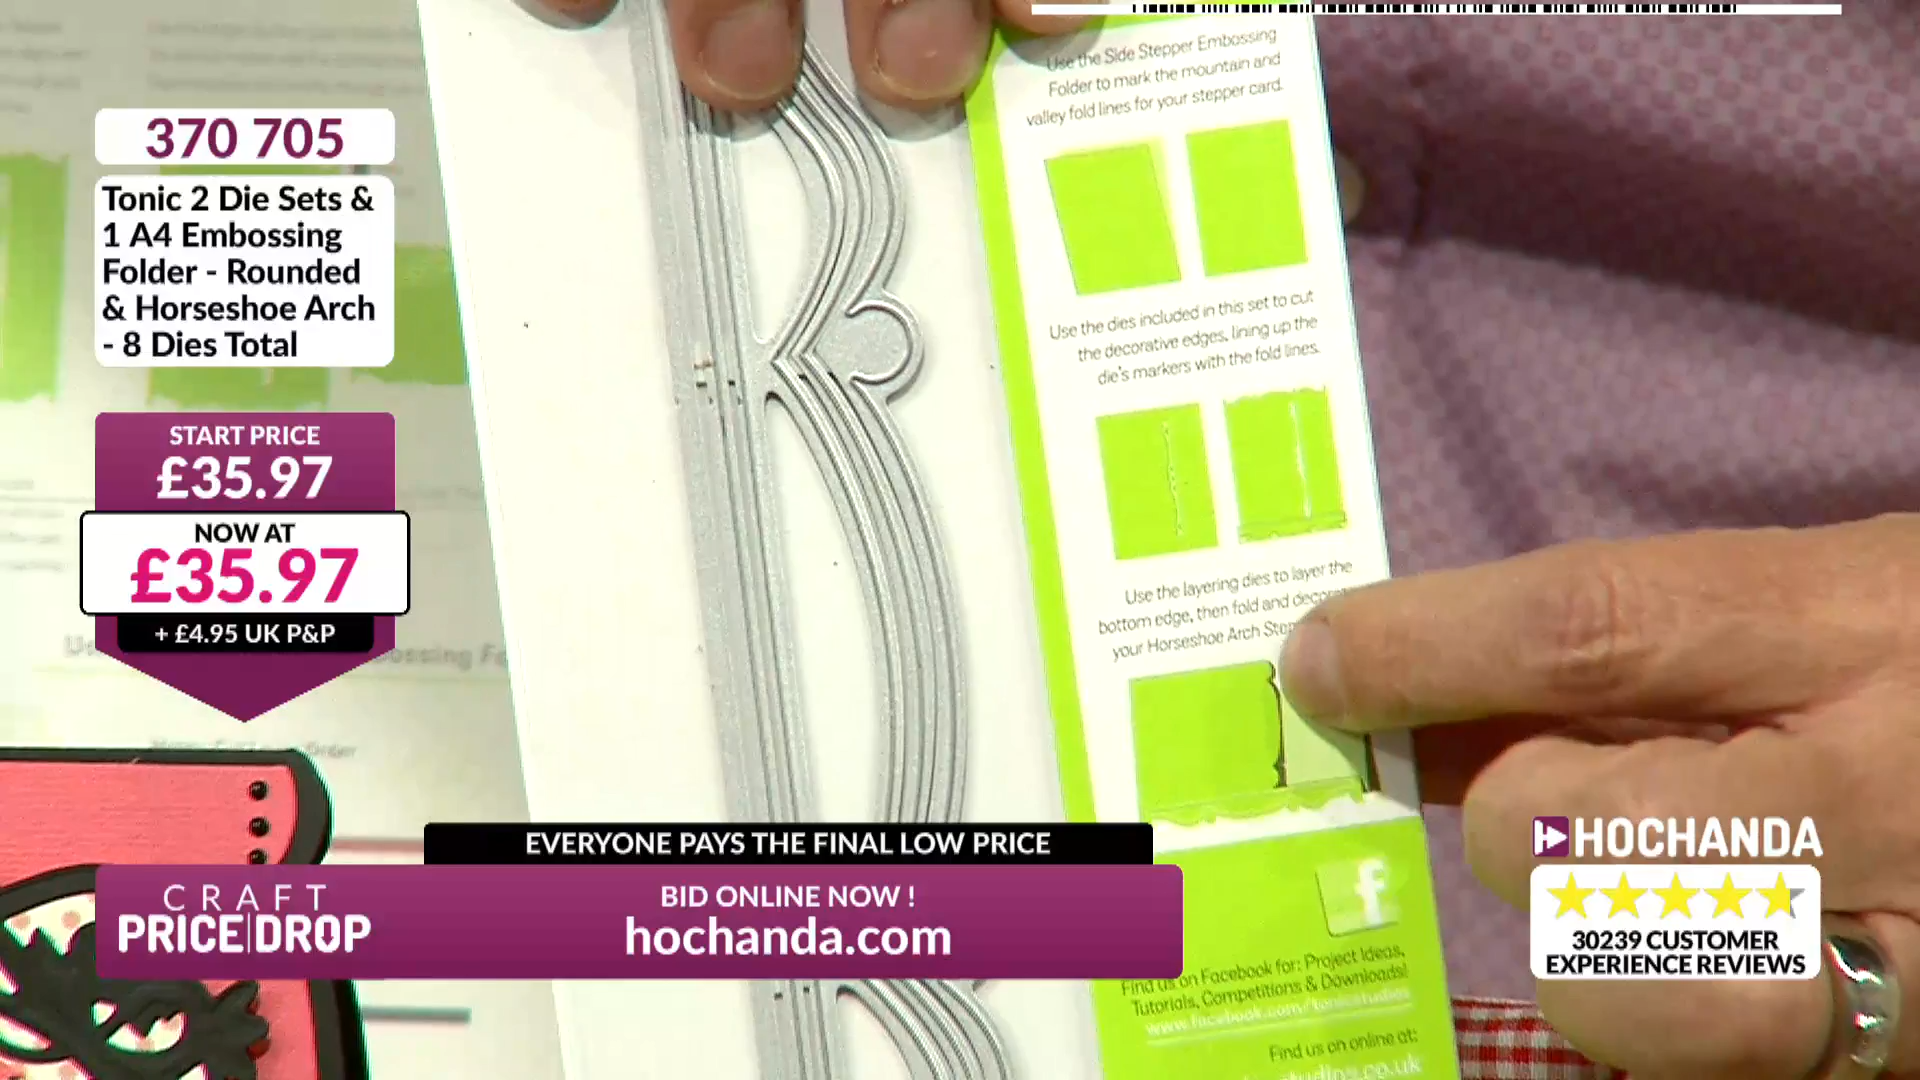 370 705
Tonic 2 Die Sets &
1 A4 Embossing
Folder - Rounded
& Horseshoe Arch
- 8 Dies Total
START PRICE
£35.97
NOW AT
£35.97
+ £4.95 UK P&P
Use the Side Stepper Embossing
Folder to mark the mountain and
valley fold lines for your stepper card.
Use the dies included in this set to cut
the decorative edges, lining up the
die's markers with the fold lines.
Use the layering dies to layer the
bottom edge, then fold and
your Horseshoe Arch
EVERYONE PAYS THE FINAL LOW PRICE
CRAFT
PRICE DROP
BID ONLINE NOW !
hochanda.com
HOCHANDA
30239 CUSTOMER
EXPERIENCE REVIEWS
Find us on Facebook for: Project Ideas,
Tutorials, Competitions & Downloads!
www.facebook.com/tonicstudios
Find us on online at: